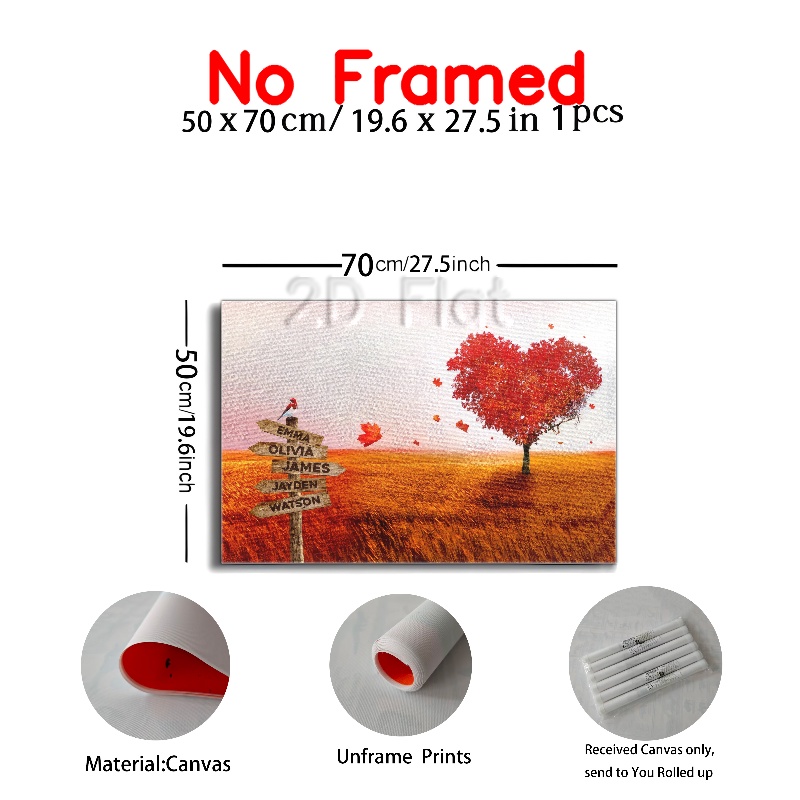 No Framed
50 x 70 cm/ 19.6 x 27.5 in 1pcs
70cm/27.5inch
2D Flat
50cm/19.6inch
EMMA
OLIVIA
JAMES
JAYDEN
WATSON
Material:Canvas
Unframe Prints
Received Canvas only,
send to You Rolled up